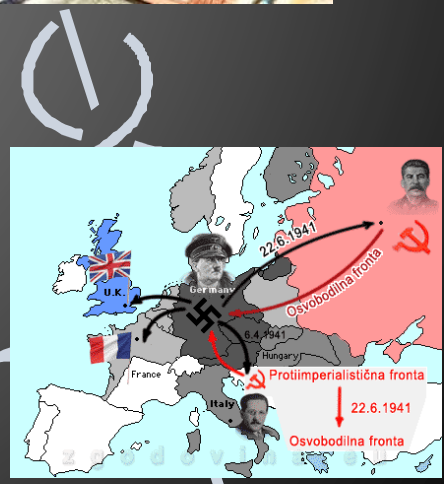 22.6.1941
Osvobodilna fronta
Germany
U.K.
6.4.1941
Hungary
France
Protiimperialistična fronta
22.6.1941
Italy
Osvobodilna fronta
zgodovina.eu